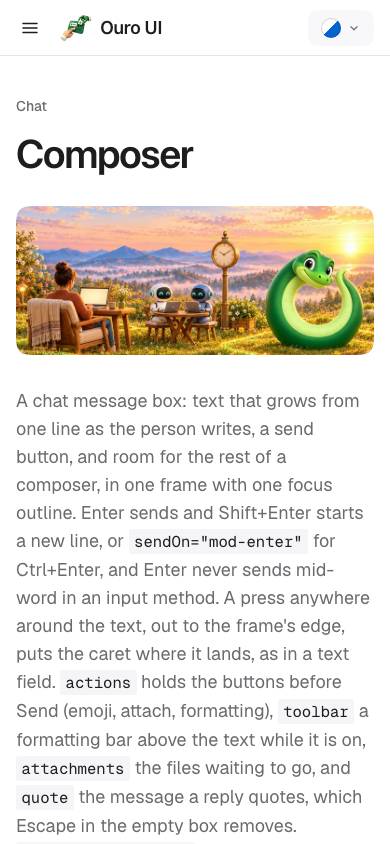 Ouro UI
Chat
Composer
A chat message box: text that grows from
one line as the person writes, a send
button, and room for the rest of a
composer, in one frame with one focus
outline. Enter sends and Shift+Enter starts
a new line, or sendOn="mod-enter" for
Ctrl+Enter, and Enter never sends mid-
word in an input method. A press anywhere
around the text, out to the frame's edge,
puts the caret where it lands, as in a text
field. actions holds the buttons before
Send (emoji, attach, formatting), toolbar a
formatting bar above the text while it is on,
attachments the files waiting to go, and
quote the message a reply quotes, which
Escape in the empty box removes.